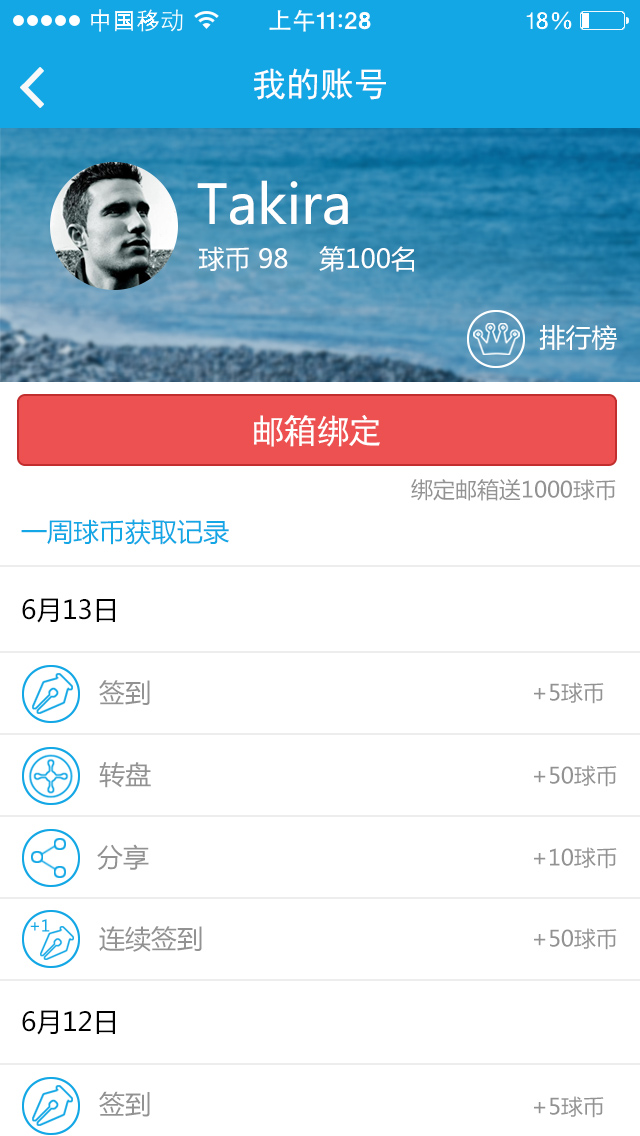 中国移动 上午11:28 18%
我的账号
Takira
球币 98 第100名
排行榜
邮箱绑定
绑定邮箱送1000球币
一周球币获取记录
6月13日
签到 +5球币
转盘 +50球币
分享 +10球币
+1 连续签到 +50球币
6月12日
签到 +5球币